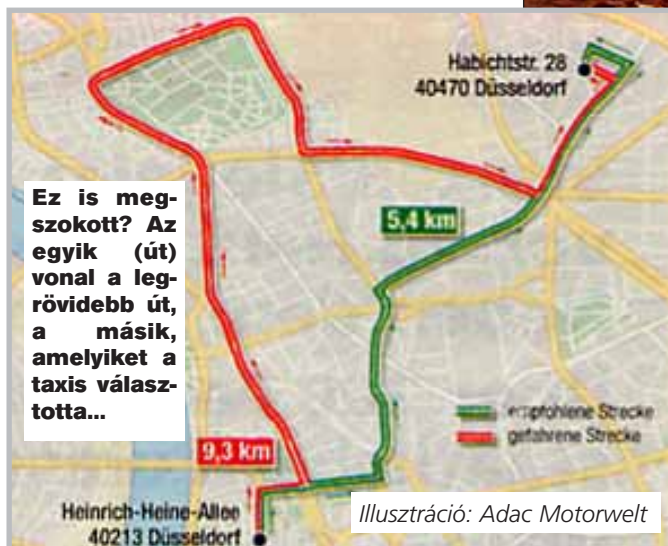 Habichtstr. 28
40470 Düsseldorf
Ez is meg-
szokott? Az
egyik (út)
vonal a leg-
rövidebb út,
a másik,
amelyiket a
taxis válasz-
totta...
5,4 km
empfohlene Strecke
gefahrene Strecke
9,3 km
Heinrich-Heine-Allee
40213 Düsseldorf
Illusztráció: Adac Motorwelt